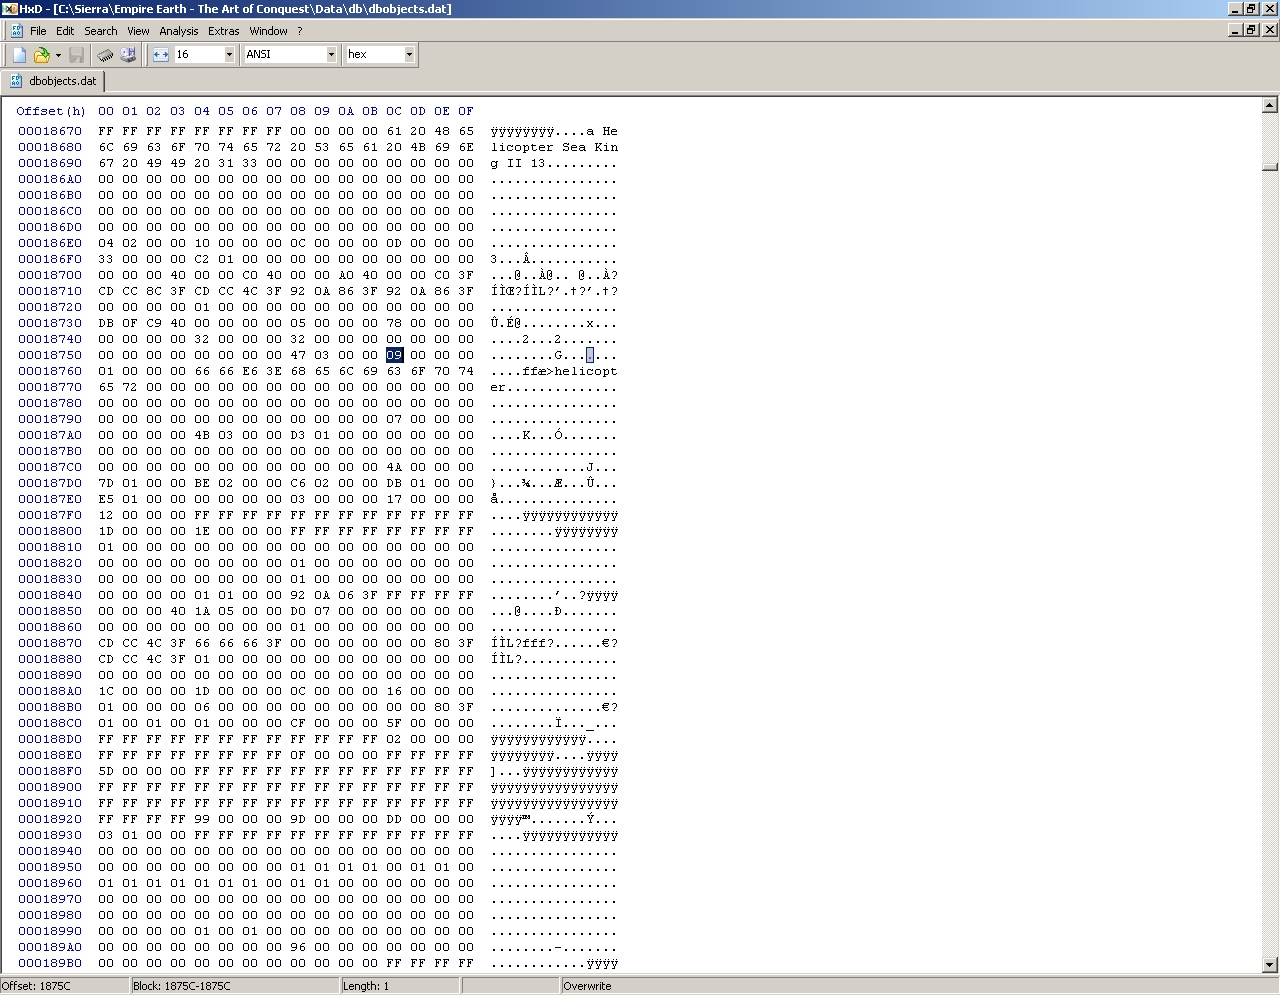 HxD - [C:\Sierra\Empire Earth - The Art of Conquest\Data\db\dbobjects.dat]
File Edit Search View Analysis Extras Window ?
16 ANSI hex
dbobjects.dat
Offset(h) 00 01 02 03 04 05 06 07 08 09 0A 0B 0C 0D 0E 0F
00018670 FF FF FF FF FF FF FF FF 00 00 00 00 61 20 48 65 ÿÿÿÿÿÿÿÿ....a He
00018680 6C 69 63 6F 70 74 65 72 20 53 65 61 20 4B 69 6E licopter Sea Kin
00018690 67 20 49 49 20 31 33 00 00 00 00 00 00 00 00 00 g II 13.........
000186A0 00 00 00 00 00 00 00 00 00 00 00 00 00 00 00 00 ................
000186B0 00 00 00 00 00 00 00 00 00 00 00 00 00 00 00 00 ................
000186C0 00 00 00 00 00 00 00 00 00 00 00 00 00 00 00 00 ................
000186D0 00 00 00 00 00 00 00 00 00 00 00 00 00 00 00 00 ................
000186E0 04 02 00 00 10 00 00 00 0C 00 00 00 0D 00 00 00 ................
000186F0 33 00 00 00 C2 01 00 00 00 00 00 00 00 00 00 00 3...Â...........
00018700 00 00 00 40 00 00 C0 40 00 00 A0 40 00 00 C0 3F ...@..À@.. @..À?
00018710 CD CC 8C 3F CD CC 4C 3F 92 0A 86 3F 92 0A 86 3F ÍÌŒ?ÍÌL?’.†?’.†?
00018720 00 00 00 00 01 00 00 00 00 00 00 00 00 00 00 00 ................
00018730 DB 0F C9 40 00 00 00 00 05 00 00 00 78 00 00 00 Û.É@........x...
00018740 00 00 00 00 32 00 00 00 32 00 00 00 00 00 00 00 ....2...2.......
00018750 00 00 00 00 00 00 00 00 47 03 00 00 09 00 00 00 ........G.......
00018760 01 00 00 00 66 66 E6 3E 68 65 6C 69 63 6F 70 74 ....ffæ>helicopt
00018770 65 72 00 00 00 00 00 00 00 00 00 00 00 00 00 00 er..............
00018780 00 00 00 00 00 00 00 00 00 00 00 00 00 00 00 00 ................
00018790 00 00 00 00 00 00 00 00 00 00 00 00 07 00 00 00 ................
000187A0 00 00 00 00 4B 03 00 00 D3 01 00 00 00 00 00 00 ....K...Ó.......
000187B0 00 00 00 00 00 00 00 00 00 00 00 00 00 00 00 00 ................
000187C0 00 00 00 00 00 00 00 00 00 00 00 00 4A 00 00 00 ............J...
000187D0 7D 01 00 00 BE 02 00 00 C6 02 00 00 DB 01 00 00 }...¾...Æ...Û...
000187E0 E5 01 00 00 00 00 00 00 03 00 00 00 17 00 00 00 å...............
000187F0 12 00 00 00 FF FF FF FF FF FF FF FF FF FF FF FF ....ÿÿÿÿÿÿÿÿÿÿÿÿ
00018800 1D 00 00 00 1E 00 00 00 FF FF FF FF FF FF FF FF ........ÿÿÿÿÿÿÿÿ
00018810 01 00 00 00 00 00 00 00 00 00 00 00 00 00 00 00 ................
00018820 00 00 00 00 00 00 00 00 01 00 00 00 00 00 00 00 ................
00018830 00 00 00 00 00 00 00 00 01 00 00 00 00 00 00 00 ................
00018840 00 00 00 00 01 01 00 00 92 0A 06 3F FF FF FF FF ........’..?ÿÿÿÿ
00018850 00 00 00 40 1A 05 00 00 D0 07 00 00 00 00 00 00 ...@....Ð.......
00018860 00 00 00 00 00 00 00 00 01 00 00 00 00 00 00 00 ................
00018870 CD CC 4C 3F 66 66 66 3F 00 00 00 00 00 00 80 3F ÍÌL?fff?......€?
00018880 CD CC 4C 3F 01 00 00 00 00 00 00 00 00 00 00 00 ÍÌL?............
00018890 00 00 00 00 00 00 00 00 00 00 00 00 00 00 00 00 ................
000188A0 1C 00 00 00 1D 00 00 00 0C 00 00 00 16 00 00 00 ................
000188B0 01 00 00 00 06 00 00 00 00 00 00 00 00 00 80 3F ..............€?
000188C0 01 00 01 00 01 00 00 00 CF 00 00 00 5F 00 00 00 ........Ï..._...
000188D0 FF FF FF FF FF FF FF FF FF FF FF FF 02 00 00 00 ÿÿÿÿÿÿÿÿÿÿÿÿ....
000188E0 FF FF FF FF FF FF FF FF 0F 00 00 00 FF FF FF FF ÿÿÿÿÿÿÿÿ....ÿÿÿÿ
000188F0 5D 00 00 00 FF FF FF FF FF FF FF FF FF FF FF FF ]...ÿÿÿÿÿÿÿÿÿÿÿÿ
00018900 FF FF FF FF FF FF FF FF FF FF FF FF FF FF FF FF ÿÿÿÿÿÿÿÿÿÿÿÿÿÿÿÿ
00018910 FF FF FF FF FF FF FF FF FF FF FF FF FF FF FF FF ÿÿÿÿÿÿÿÿÿÿÿÿÿÿÿÿ
00018920 FF FF FF FF 99 00 00 00 9D 00 00 00 DD 00 00 00 ÿÿÿÿ™.......Ý...
00018930 03 01 00 00 FF FF FF FF FF FF FF FF FF FF FF FF ....ÿÿÿÿÿÿÿÿÿÿÿÿ
00018940 00 00 00 00 00 00 00 00 00 00 00 00 00 00 00 00 ................
00018950 00 00 00 00 00 00 00 00 01 01 01 01 00 01 01 00 ................
00018960 01 01 01 01 01 01 01 00 01 01 00 00 00 00 00 00 ................
00018970 00 00 00 00 00 00 00 00 00 00 00 00 00 00 00 00 ................
00018980 00 00 00 00 00 00 00 00 00 00 00 00 00 00 00 00 ................
00018990 00 00 00 00 01 00 01 00 00 00 00 00 00 00 00 00 ................
000189A0 00 00 00 00 00 00 00 00 96 00 00 00 00 00 00 00 ........–.......
000189B0 00 00 00 00 00 00 00 00 00 00 00 00 FF FF FF FF ............ÿÿÿÿ
Offset: 1875C Block: 1875C-1875C Length: 1 Overwrite